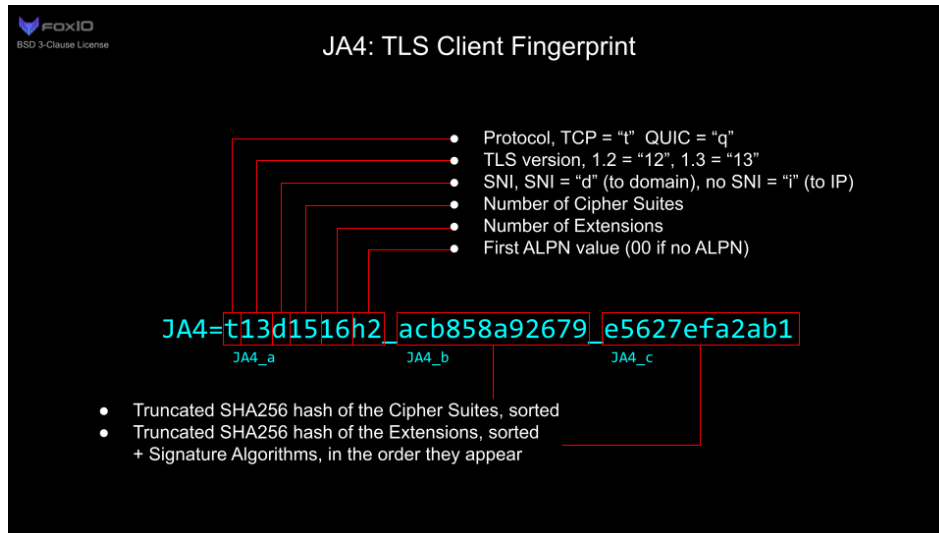 FOXIO
BSD 3-Clause License
JA4: TLS Client Fingerprint
● Protocol, TCP = “t” QUIC = “q”
● TLS version, 1.2 = “12”, 1.3 = “13”
● SNI, SNI = “d” (to domain), no SNI = “i” (to IP)
● Number of Cipher Suites
● Number of Extensions
● First ALPN value (00 if no ALPN)
JA4=t13d1516h2_acb858a92679_e5627efa2ab1
JA4_a JA4_b JA4_c
● Truncated SHA256 hash of the Cipher Suites, sorted
● Truncated SHA256 hash of the Extensions, sorted
+ Signature Algorithms, in the order they appear